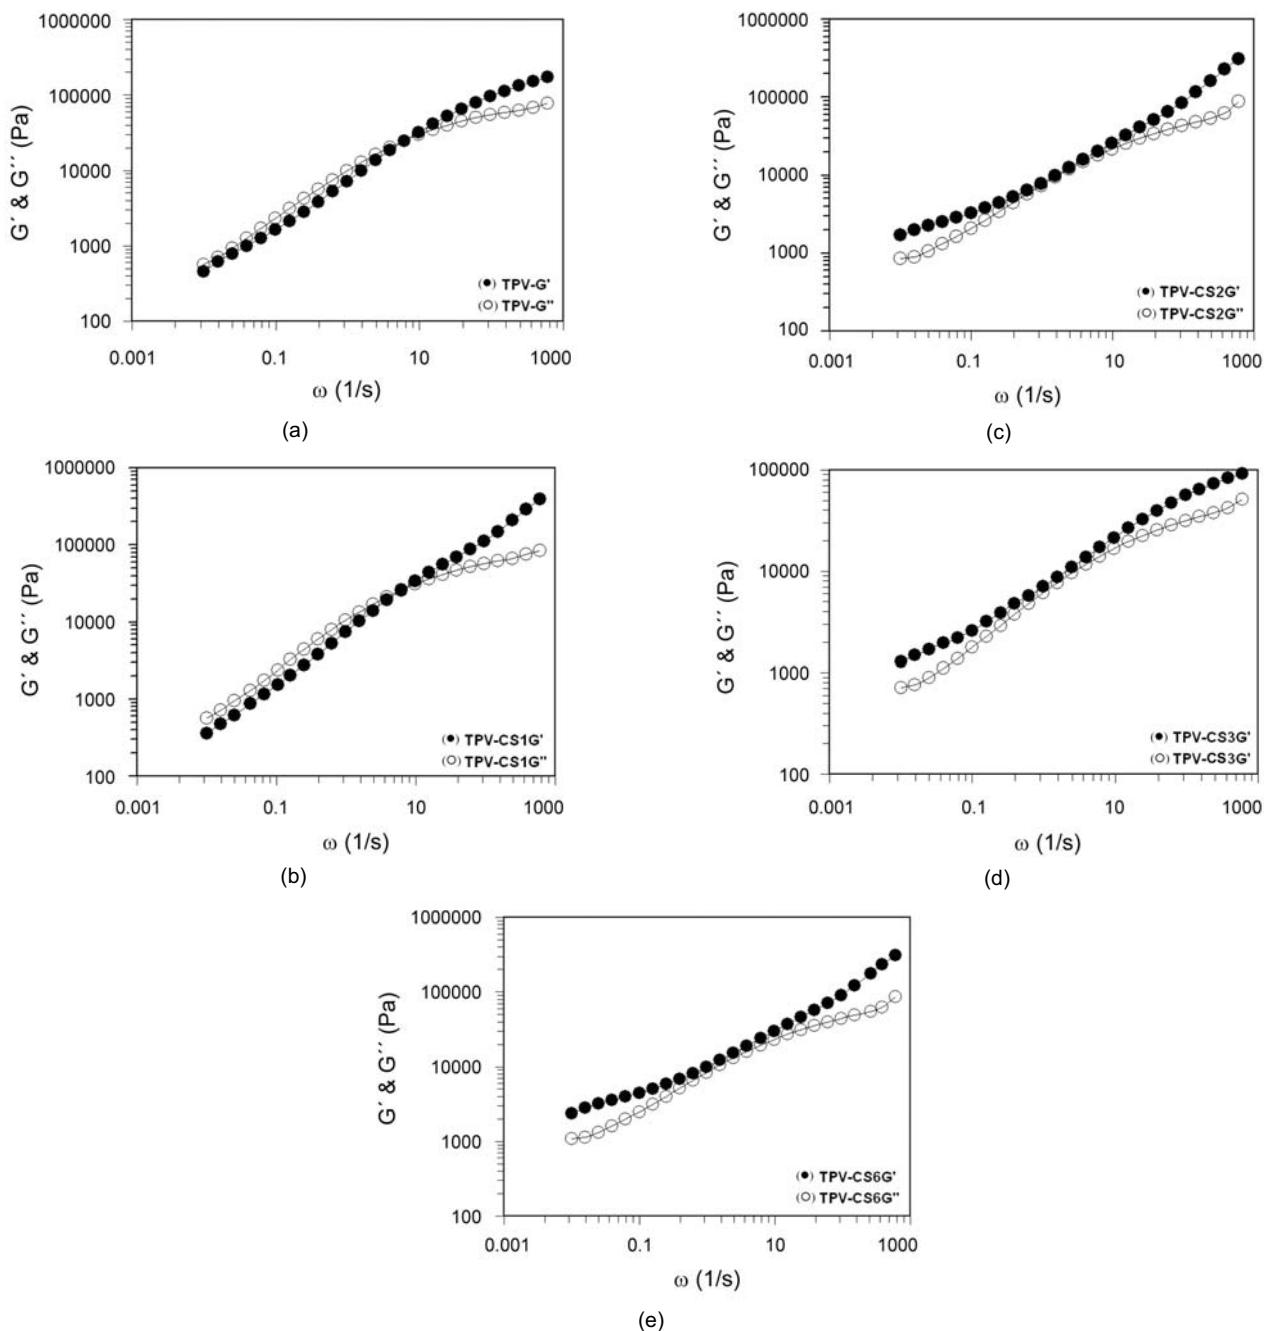 1000000
100000
10000
1000
100
G´ & G´´ (Pa)
(●) TPV-G'
(○) TPV-G"
0.001 0.1 10 1000
ω (1/s)
(a)
1000000
100000
10000
1000
100
G´ & G´´ (Pa)
(●) TPV-CS2G'
(○) TPV-CS2G"
0.001 0.1 10 1000
ω (1/s)
(c)
1000000
100000
10000
1000
100
G´ & G´´ (Pa)
(●) TPV-CS1G'
(○) TPV-CS1G"
0.001 0.1 10 1000
ω (1/s)
(b)
100000
10000
1000
100
G´ & G´´ (Pa)
(●) TPV-CS3G'
(○) TPV-CS3G'
0.001 0.1 10 1000
ω (1/s)
(d)
1000000
100000
10000
1000
100
G´ & G´´ (Pa)
(●) TPV-CS6G'
(○) TPV-CS6G"
0.001 0.1 10 1000
ω (1/s)
(e)